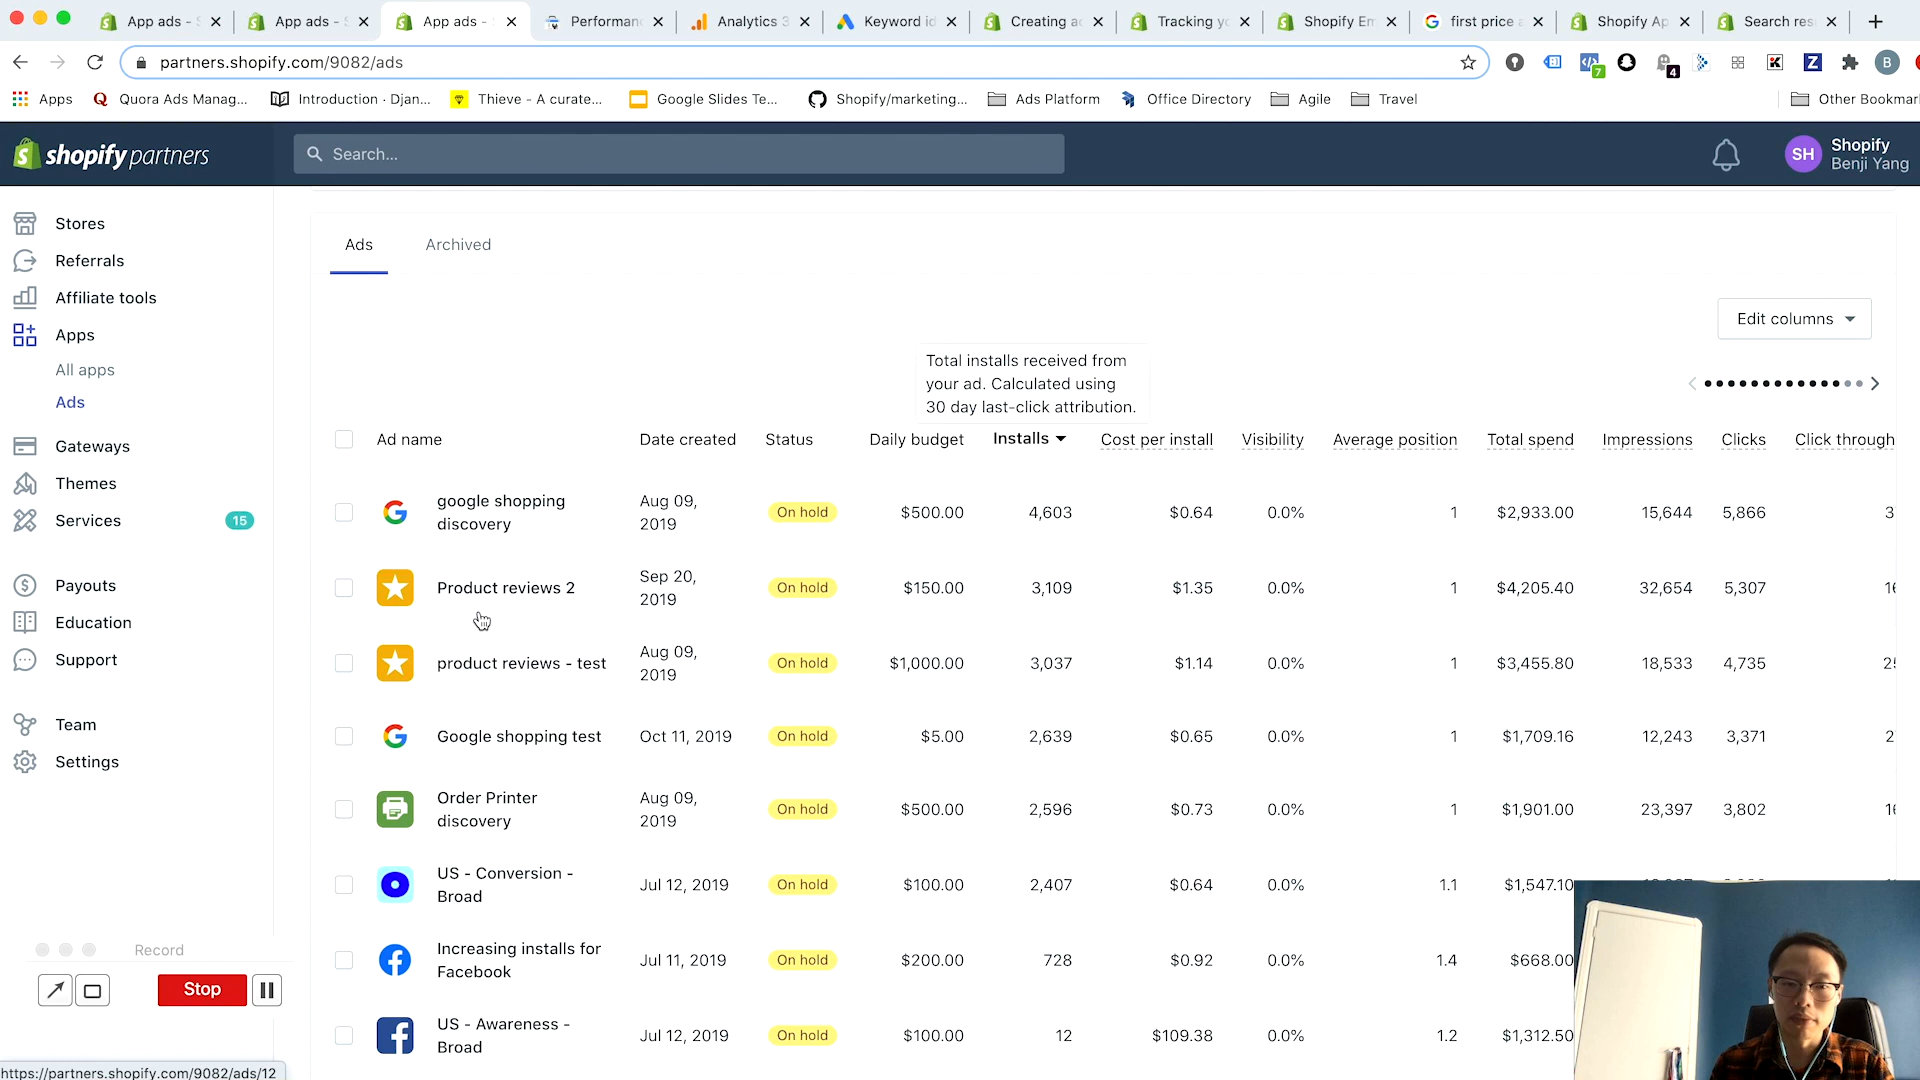 App ads - S
App ads - S
App ads - S
Performan
Analytics 3
Keyword id
Creating ac
Tracking yo
Shopify Em
first price a
Shopify Ap
Search res
partners.shopify.com/9082/ads
7
4
B
Apps
Quora Ads Manag...
Introduction · Djan...
Thieve - A curate...
Google Slides Te...
Shopify/marketing...
Ads Platform
Office Directory
Agile
Travel
Other Bookmar
shopify partners
Search...
SH
Shopify
Benji Yang
Stores
Referrals
Affiliate tools
Apps
All apps
Ads
Gateways
Themes
Services 15
Payouts
Education
Support
Team
Settings
Ads Archived
Edit columns
Total installs received from
your ad. Calculated using
30 day last-click attribution.
Ad name Date created Status Daily budget Installs Cost per install Visibility Average position Total spend Impressions Clicks Click through
google shopping
discovery
Aug 09,
2019
On hold $500.00 4,603 $0.64 0.0% 1 $2,933.00 15,644 5,866 3
Product reviews 2
Sep 20,
2019
On hold $150.00 3,109 $1.35 0.0% 1 $4,205.40 32,654 5,307 16
product reviews - test
Aug 09,
2019
On hold $1,000.00 3,037 $1.14 0.0% 1 $3,455.80 18,533 4,735 25
Google shopping test Oct 11, 2019 On hold $5.00 2,639 $0.65 0.0% 1 $1,709.16 12,243 3,371 2
Order Printer
discovery
Aug 09,
2019
On hold $500.00 2,596 $0.73 0.0% 1 $1,901.00 23,397 3,802 16
US - Conversion -
Broad
Jul 12, 2019 On hold $100.00 2,407 $0.64 0.0% 1.1 $1,547.10
Increasing installs for
Facebook
Jul 11, 2019 On hold $200.00 728 $0.92 0.0% 1.4 $668.00
US - Awareness -
Broad
Jul 12, 2019 On hold $100.00 12 $109.38 0.0% 1.2 $1,312.50
Record
Stop
https://partners.shopify.com/9082/ads/12